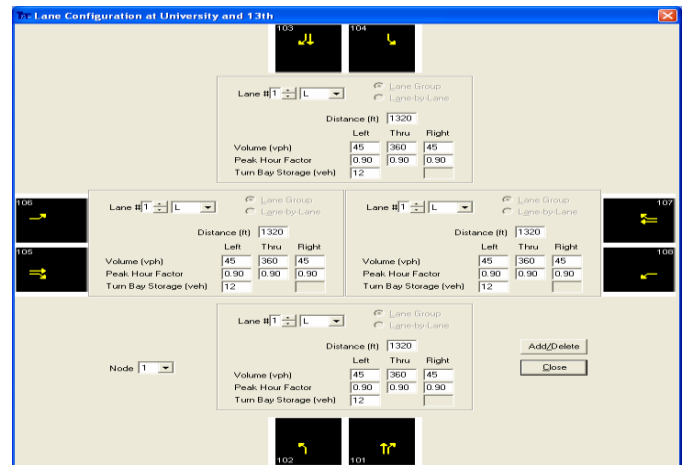 Lane Configuration at University and 13th
103
104
Lane # 1 L Lane Group
Lane-by-Lane
Distance (ft) 1320
Left Thru Right
Volume (vph) 45 360 45
Peak Hour Factor 0.90 0.90 0.90
Turn Bay Storage (veh) 12
106
105
Lane # 1 L Lane Group
Lane-by-Lane
Distance (ft) 1320
Left Thru Right
Volume (vph) 45 360 45
Peak Hour Factor 0.90 0.90 0.90
Turn Bay Storage (veh) 12
Lane # 1 L Lane Group
Lane-by-Lane
Distance (ft) 1320
Left Thru Right
Volume (vph) 45 360 45
Peak Hour Factor 0.90 0.90 0.90
Turn Bay Storage (veh) 12
107
108
Node 1
Lane # 1 L Lane Group
Lane-by-Lane
Distance (ft) 1320
Left Thru Right
Volume (vph) 45 360 45
Peak Hour Factor 0.90 0.90 0.90
Turn Bay Storage (veh) 12
Add/Delete
Close
102
101